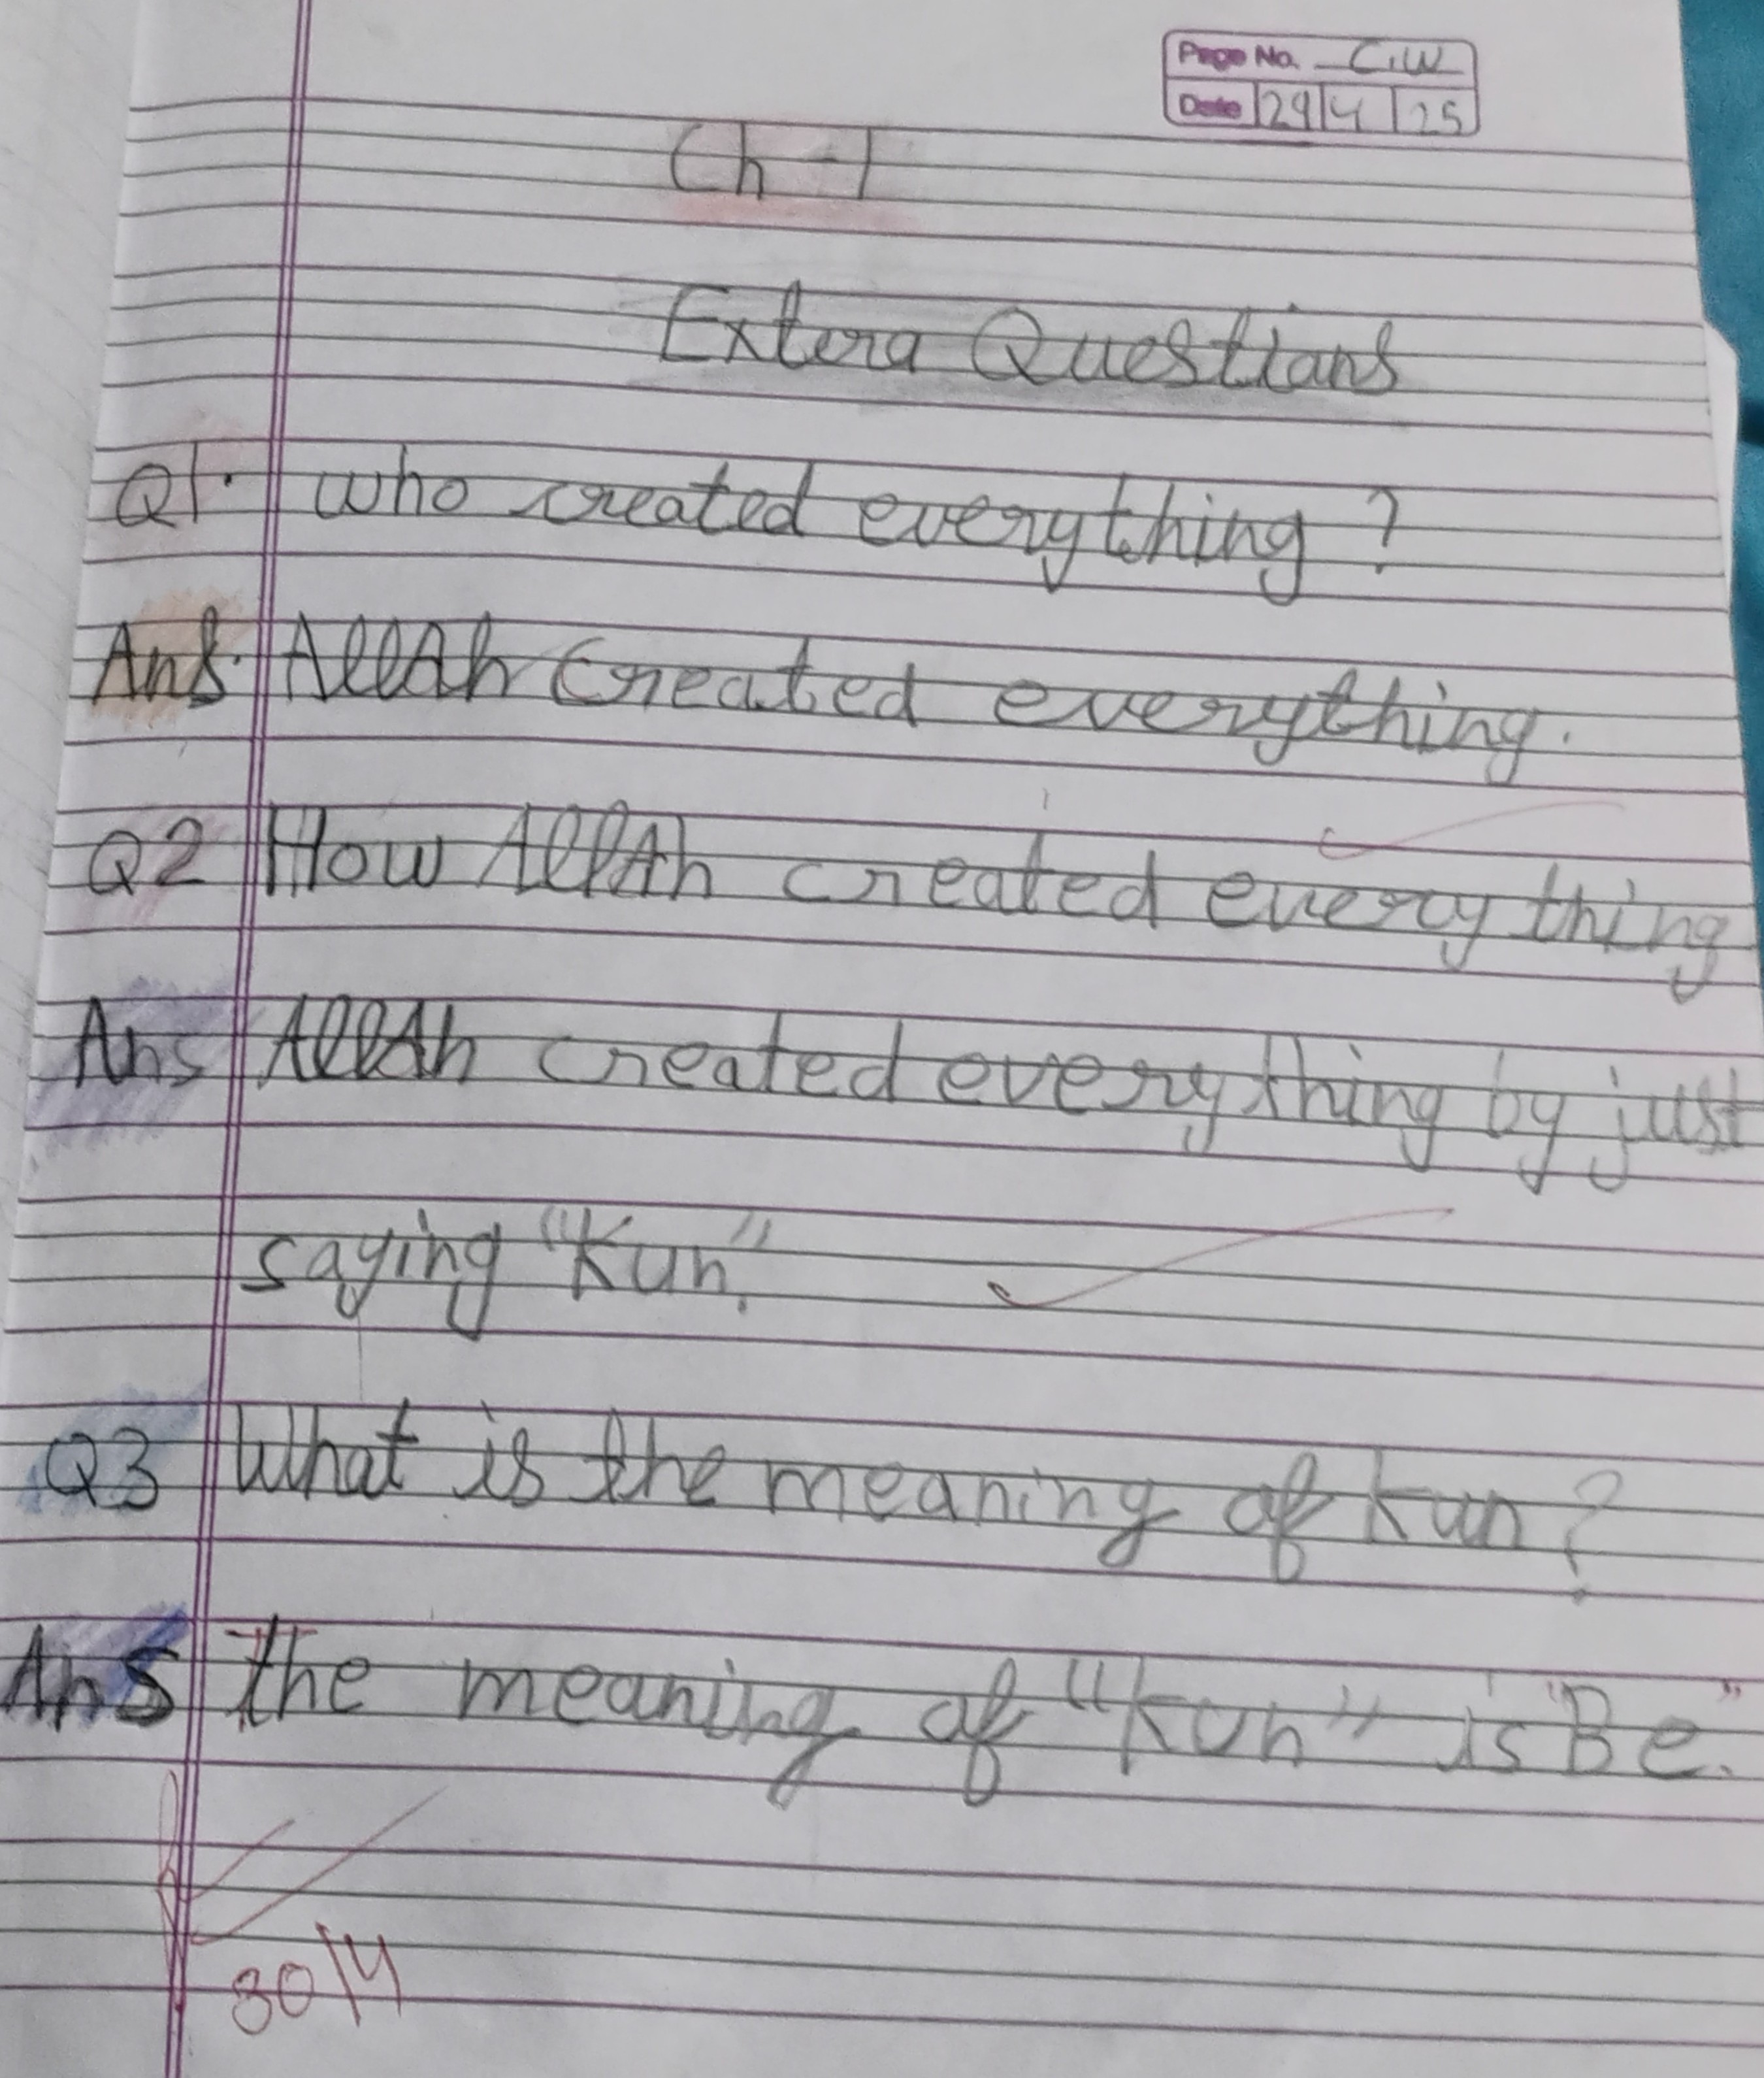 Page No. C.W
Date 29 4 25
Ch - 1
Extra Questions
Q1. who created everything ?
Ans. AllAh created everything.
Q2 How AllAh created every thing
Ans AllAh created everything by just
saying "Kun".
Q3 What is the meaning of kun ?
Ans The meaning of "Kun" is "Be".
30/4